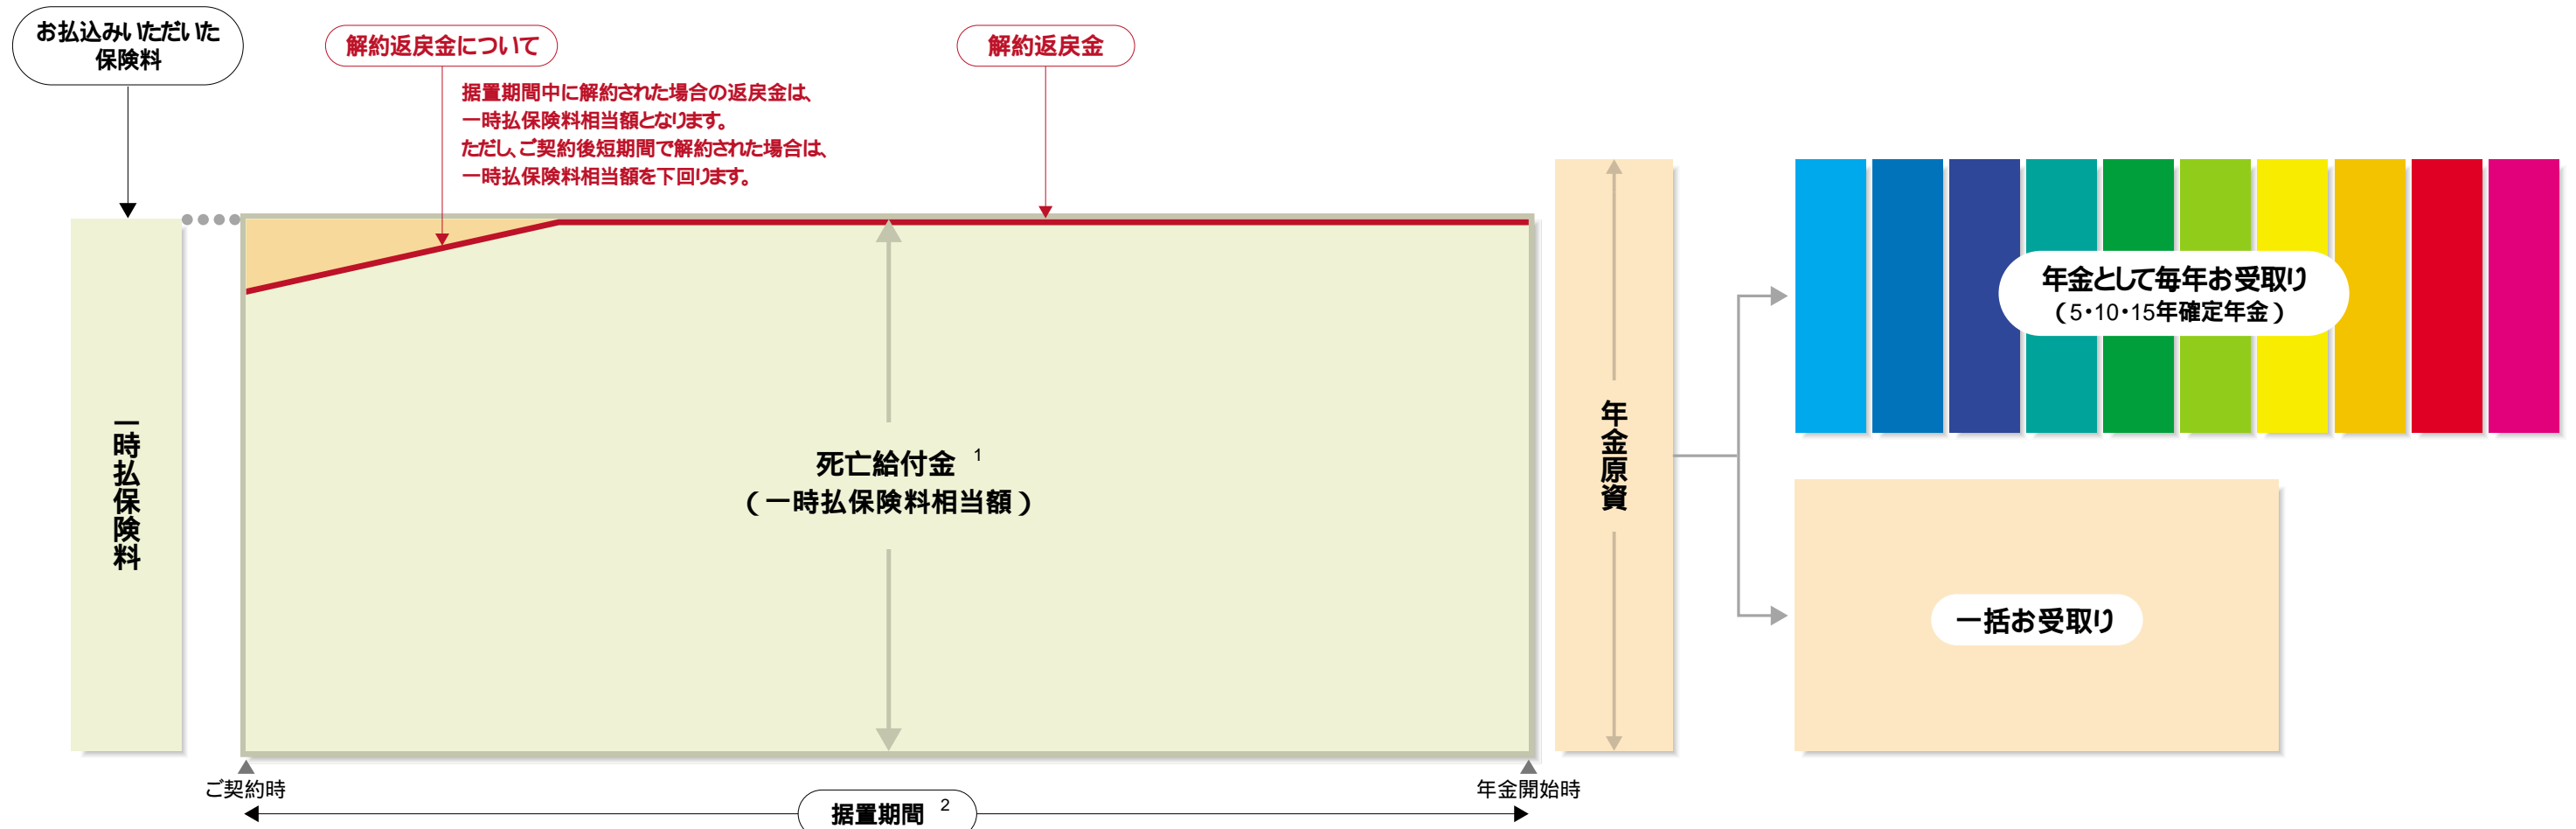 お払込みいただいた
保険料
解約返戻金について
据置期間中に解約された場合の返戻金は、
一時払保険料相当額となります。
ただし、ご契約後短期間で解約された場合は、
一時払保険料相当額を下回ります。
解約返戻金
一時払保険料
死亡給付金 1
(一時払保険料相当額)
年金原資
年金として毎年お受取り
(5・10・15年確定年金)
一括お受取り
ご契約時
年金開始時
据置期間 2